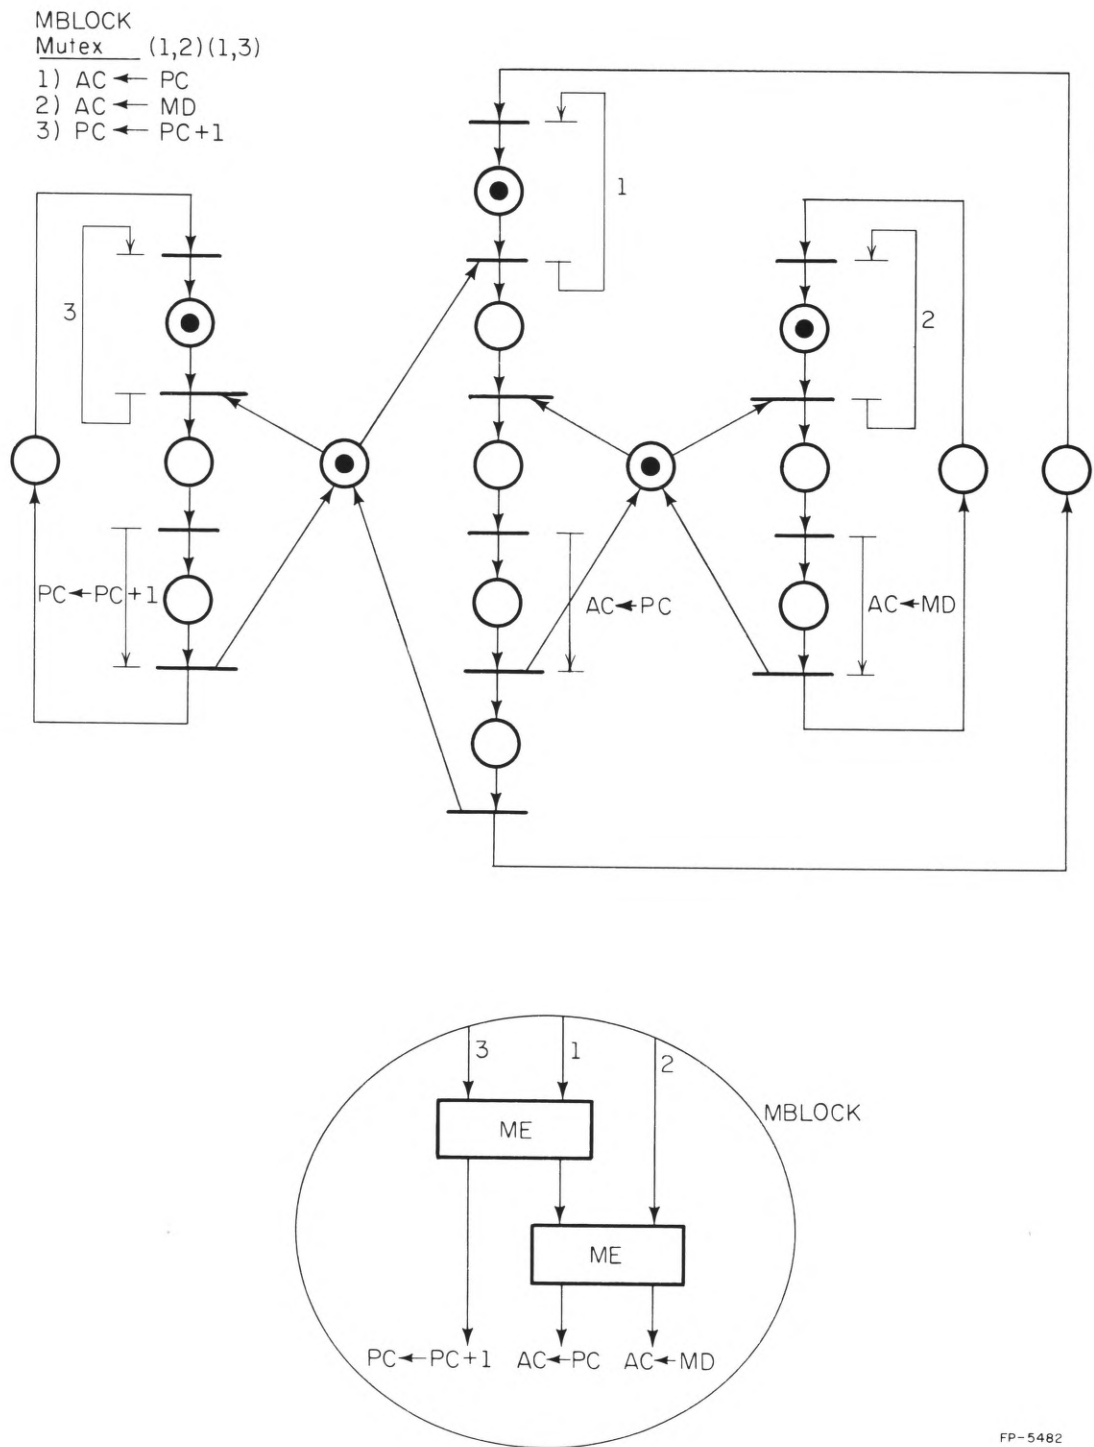 MBLOCK
Mutex (1,2)(1,3)
1) AC ← PC
2) AC ← MD
3) PC ← PC+1
1
3
2
PC←PC+1
AC←PC
AC←MD
3
1
2
ME
MBLOCK
ME
PC←PC+1
AC←PC
AC←MD
FP-5482